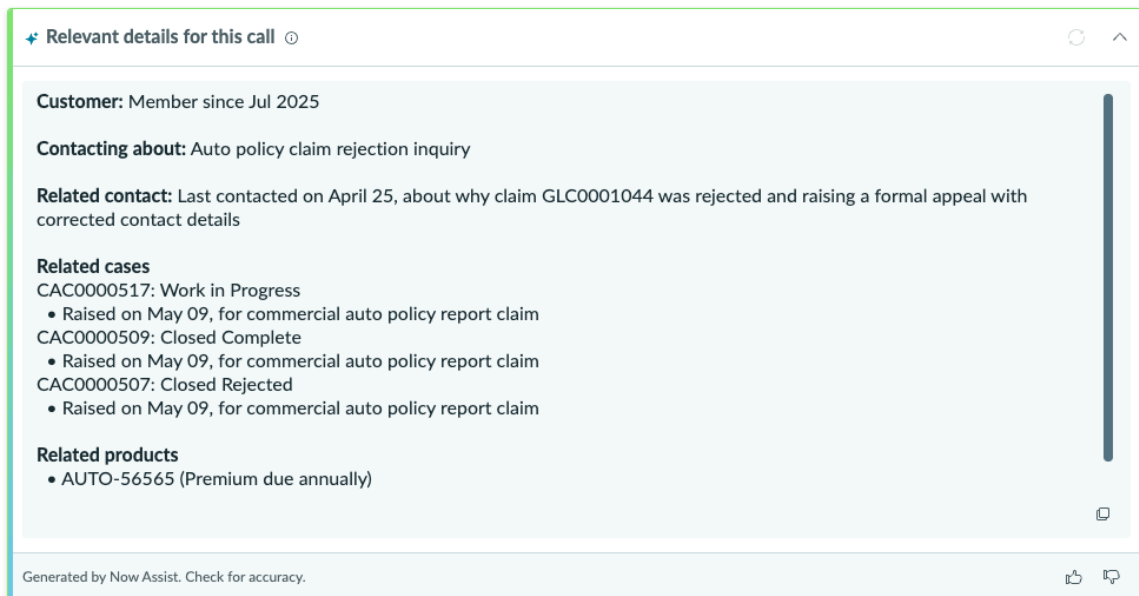 Relevant details for this call
Customer: Member since Jul 2025
Contacting about: Auto policy claim rejection inquiry
Related contact: Last contacted on April 25, about why claim GLC0001044 was rejected and raising a formal appeal with
corrected contact details
Related cases
CAC0000517: Work in Progress
• Raised on May 09, for commercial auto policy report claim
CAC0000509: Closed Complete
• Raised on May 09, for commercial auto policy report claim
CAC0000507: Closed Rejected
• Raised on May 09, for commercial auto policy report claim
Related products
• AUTO-56565 (Premium due annually)
Generated by Now Assist. Check for accuracy.